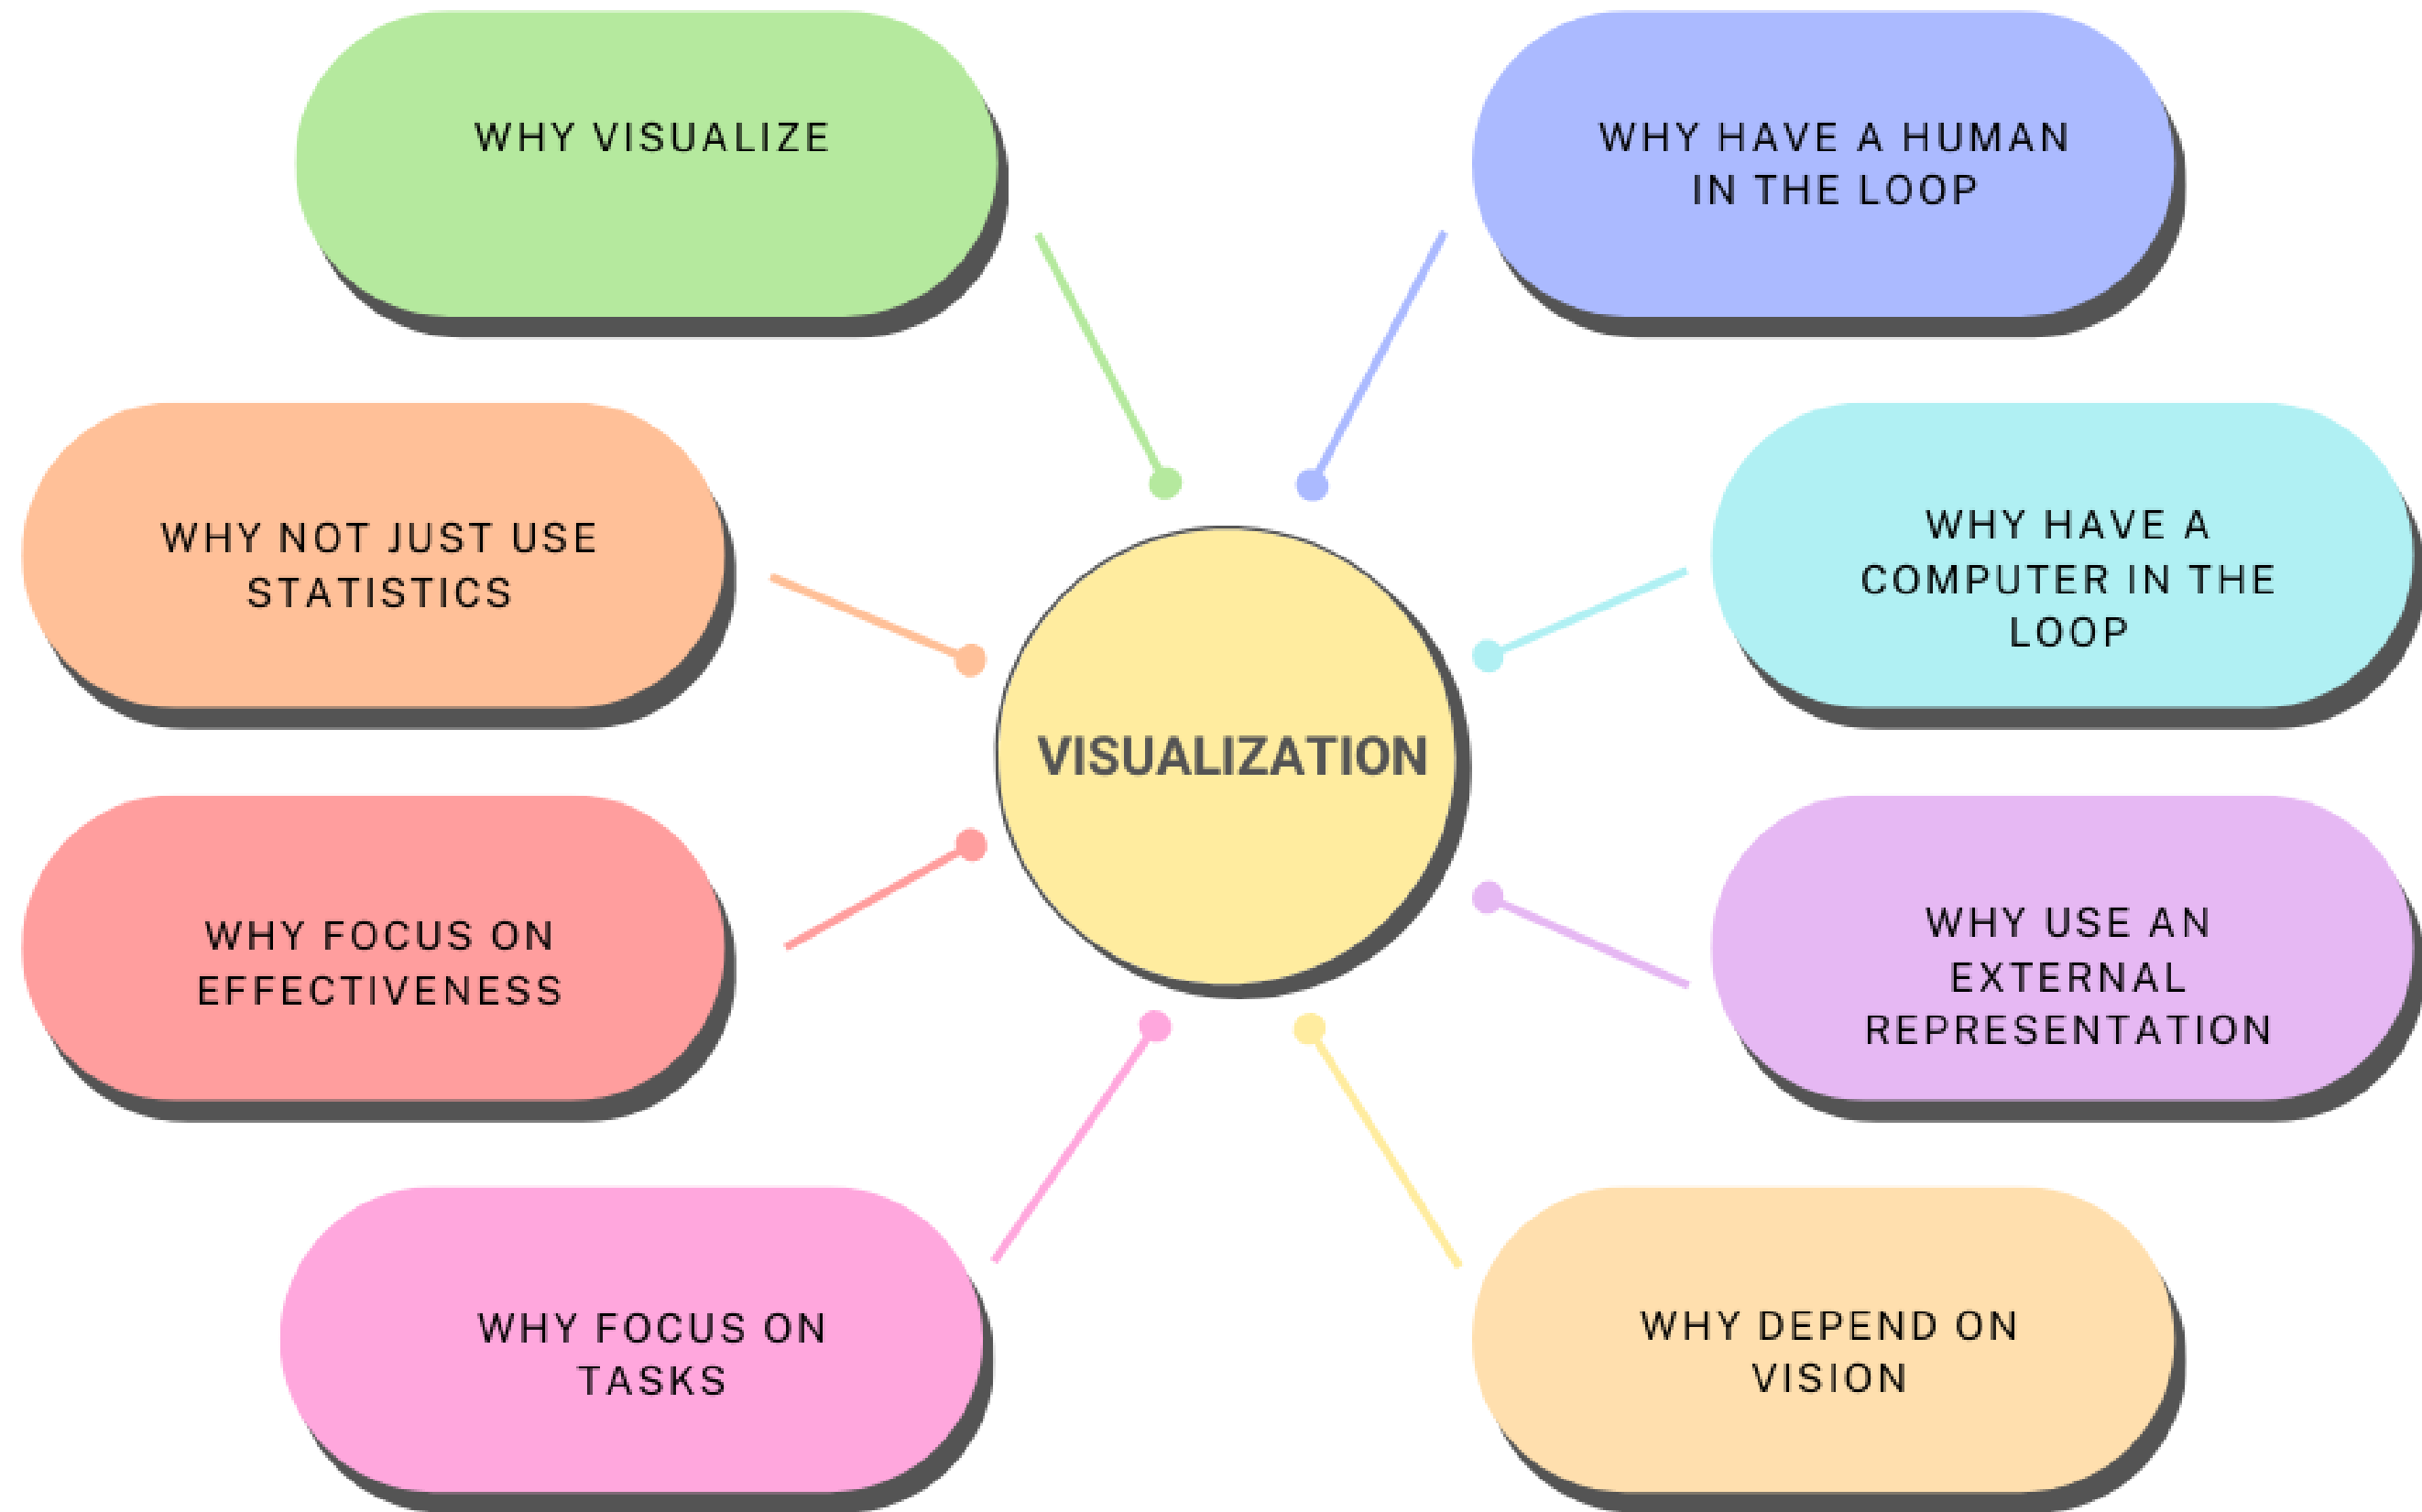 WHY VISUALIZE
WHY HAVE A HUMAN
IN THE LOOP
WHY NOT JUST USE
STATISTICS
WHY HAVE A
COMPUTER IN THE
LOOP
VISUALIZATION
WHY FOCUS ON
EFFECTIVENESS
WHY USE AN
EXTERNAL
REPRESENTATION
WHY FOCUS ON
TASKS
WHY DEPEND ON
VISION